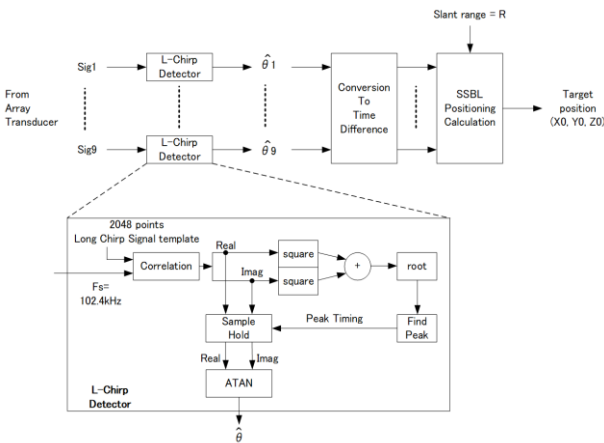 Slant range = R
From
Array
Transducer
Sig1
L-Chirp
Detector
θ̂ 1
Conversion
To
Time
Difference
SSBL
Positioning
Calculation
Target
position
(X0, Y0, Z0)
Sig9
L-Chirp
Detector
θ̂ 9
2048 points
Long Chirp Signal template
Fs=
102.4kHz
Correlation
Real
Imag
square
square
+
root
Sample
Hold
Peak Timing
Find
Peak
Real
Imag
ATAN
L-Chirp
Detector
θ̂